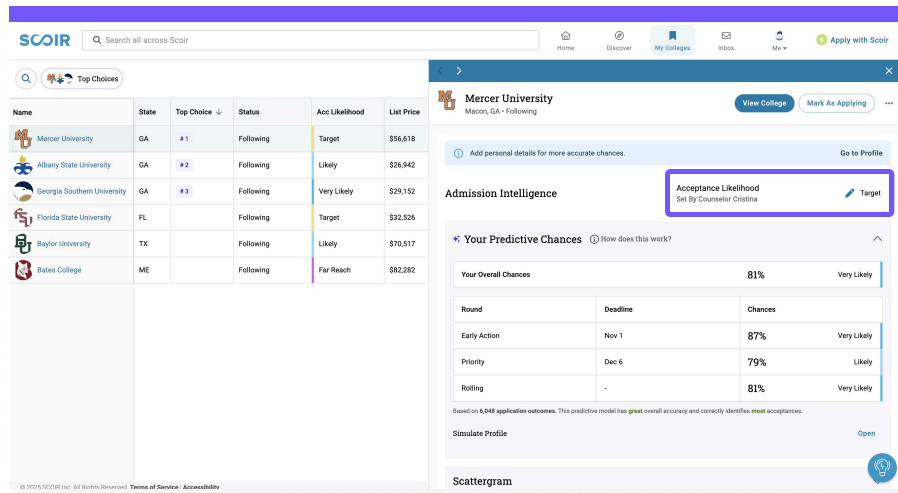 SCOIR
Search all across Scoir
Home
Discover
My Colleges
Inbox
Me
Apply with Scoir
Top Choices
Name State Top Choice Status Acc Likelihood List Price
Mercer University GA #1 Following Target $56,618
Albany State University GA #2 Following Likely $26,942
Georgia Southern University GA #3 Following Very Likely $29,152
Florida State University FL Following Target $32,526
Baylor University TX Following Likely $70,517
Bates College ME Following Far Reach $82,282
© 2025 SCOIR Inc. All Rights Reserved Terms of Service | Accessibility
Mercer University
Macon, GA • Following
View College
Mark As Applying
Add personal details for more accurate chances.
Go to Profile
Admission Intelligence
Acceptance Likelihood
Set By Counselor Cristina
Target
Your Predictive Chances
How does this work?
Your Overall Chances 81% Very Likely
Round Deadline Chances
Early Action Nov 1 87% Very Likely
Priority Dec 6 79% Likely
Rolling - 81% Very Likely
Based on 6,048 application outcomes. This predictive model has great overall accuracy and correctly identifies most acceptances.
Simulate Profile
Open
Scattergram